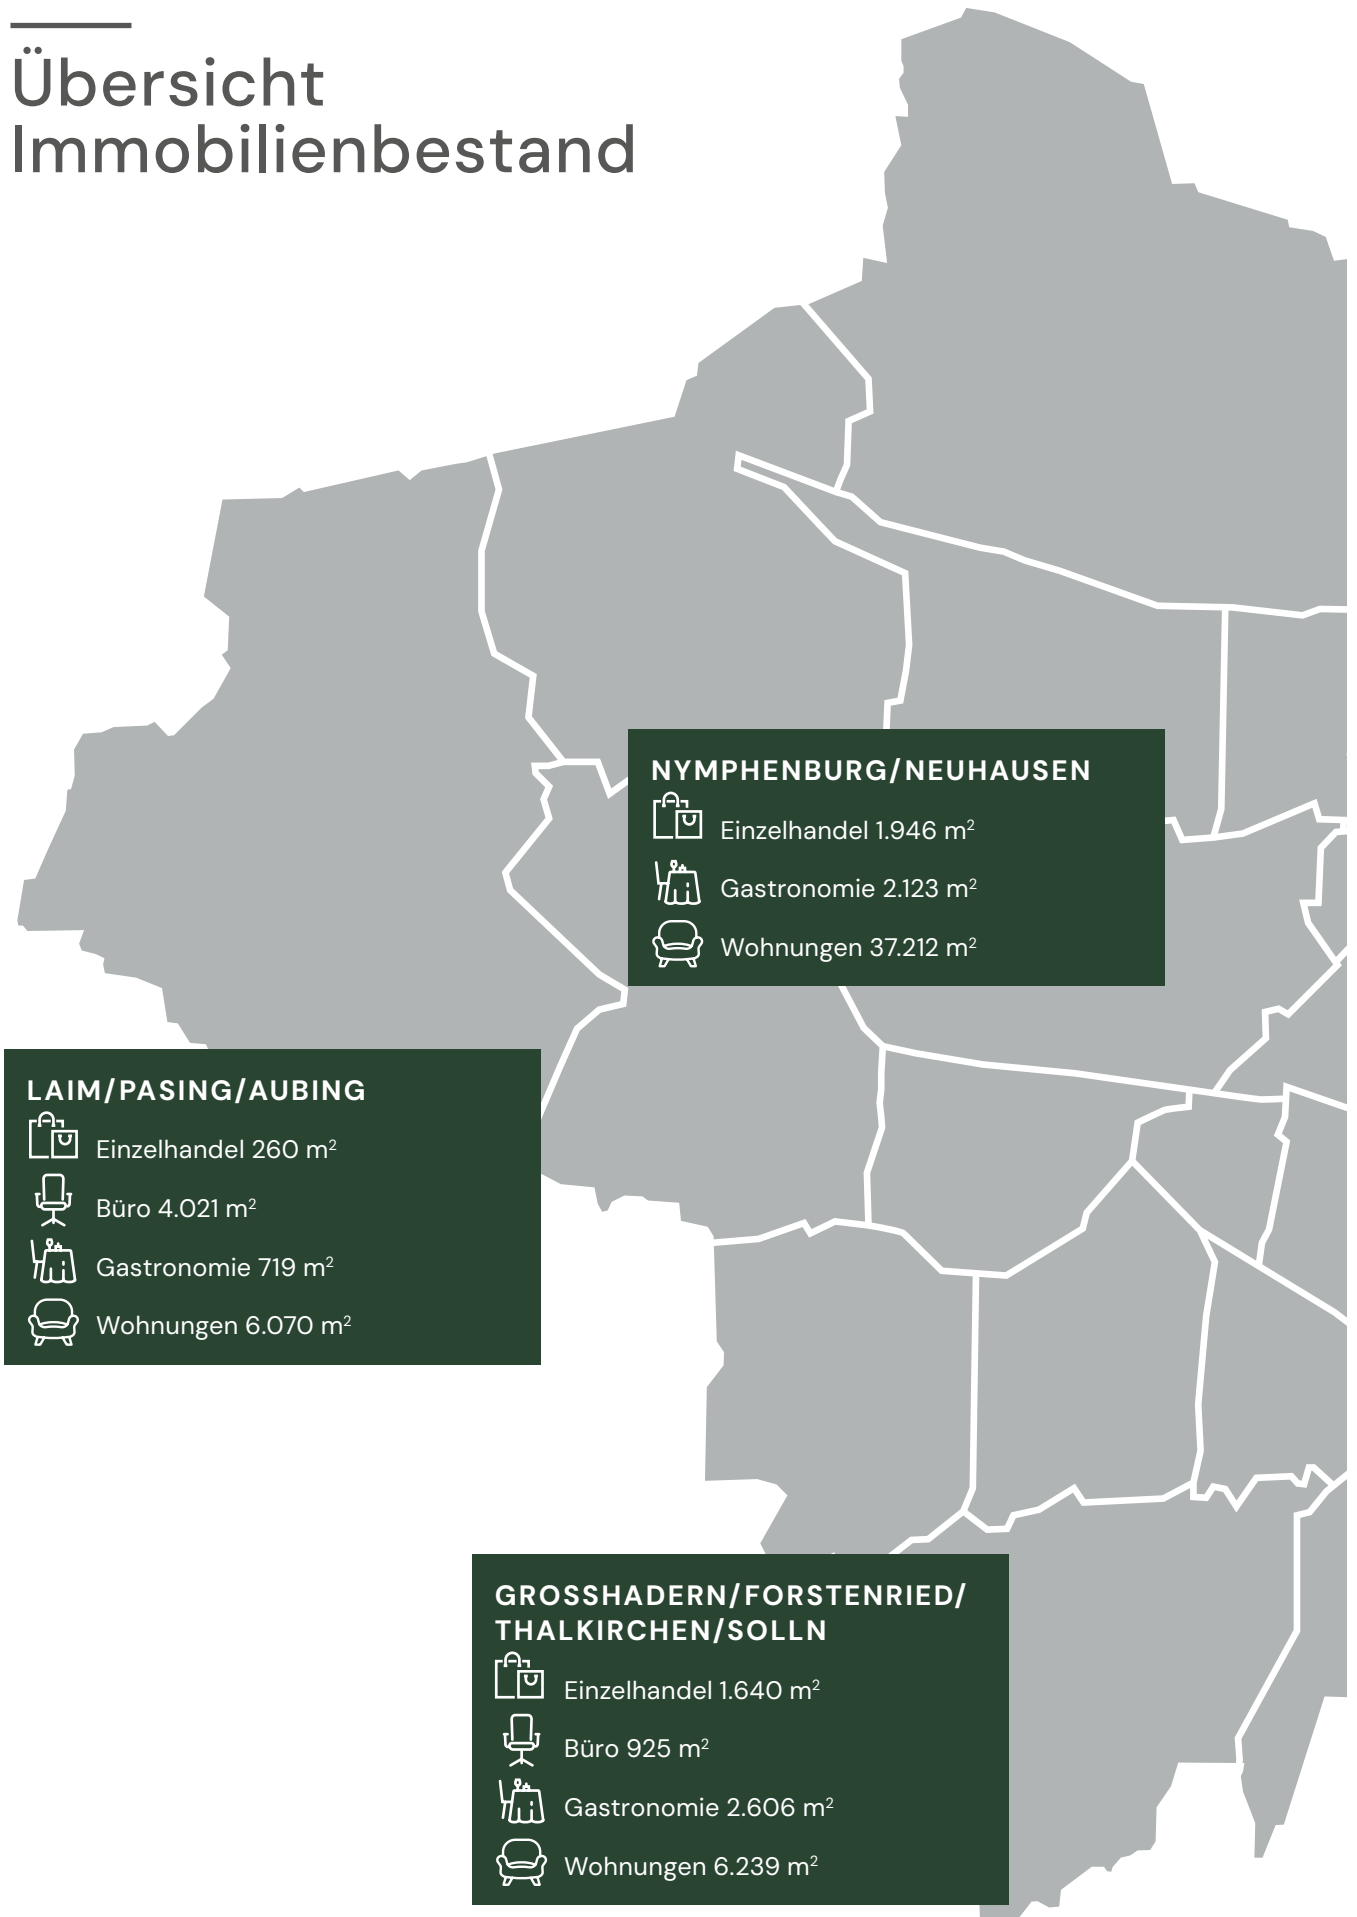 Übersicht
Immobilienbestand
NYMPHENBURG/NEUHAUSEN
Einzelhandel 1.946 m²
Gastronomie 2.123 m²
Wohnungen 37.212 m²
LAIM/PASING/AUBING
Einzelhandel 260 m²
Büro 4.021 m²
Gastronomie 719 m²
Wohnungen 6.070 m²
GROSSHADERN/FORSTENRIED/
THALKIRCHEN/SOLLN
Einzelhandel 1.640 m²
Büro 925 m²
Gastronomie 2.606 m²
Wohnungen 6.239 m²